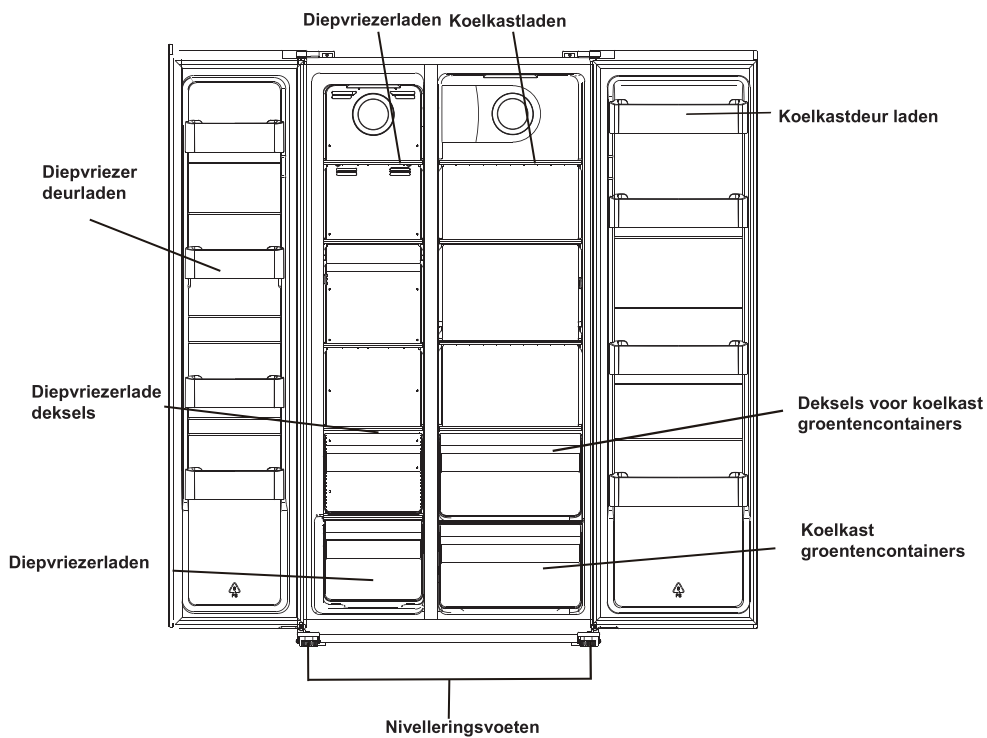 Diepvriezerladen Koelkastladen
Koelkastdeur laden
Diepvriezer
deurladen
Diepvriezerlade
deksels
Deksels voor koelkast
groentencontainers
Koelkast
groentencontainers
Diepvriezerladen
Nivelleringsvoeten